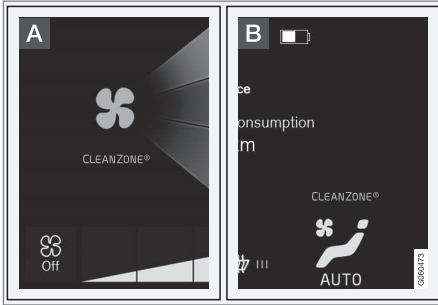 A
CLEANZONE®
Off
B
ce
onsumption
m
CLEANZONE®
AUTO
G060473